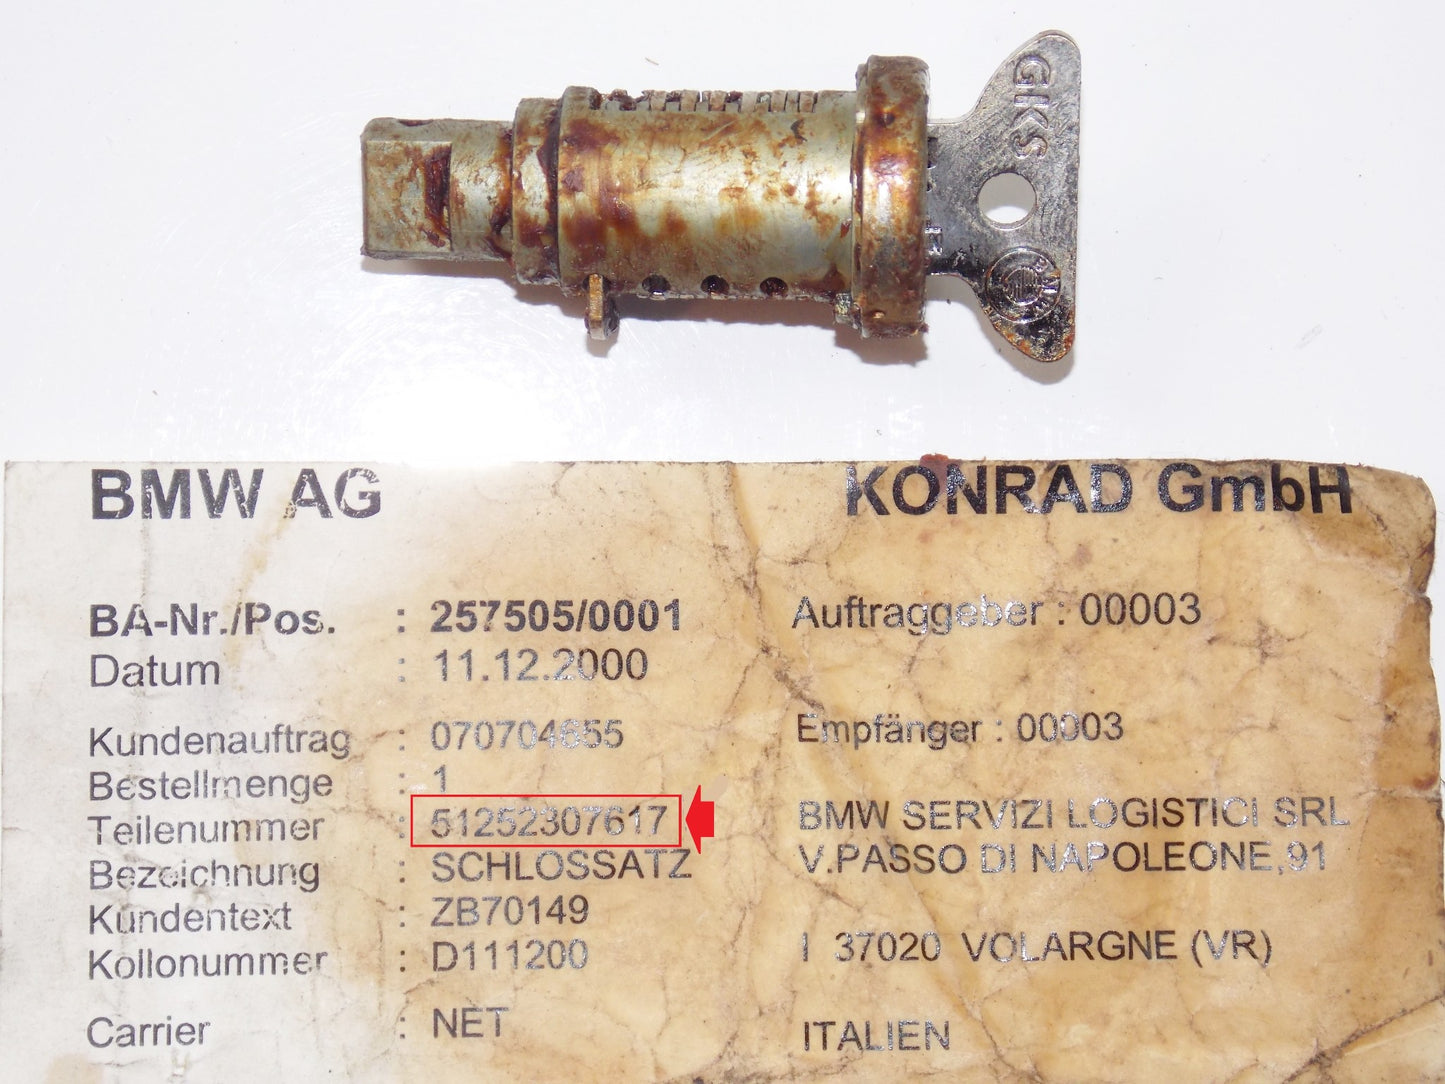 GIKS
BMW AG
KONRAD GmbH
BA-Nr./Pos. : 257505/0001
Auftraggeber : 00003
Datum : 11.12.2000
Kundenauftrag : 070704655
Empfänger : 00003
Bestellmenge : 1
Teilenummer : 51252307617
BMW SERVIZI LOGISTICI SRL
Bezeichnung : SCHLOSSATZ
V.PASSO DI NAPOLEONE,91
Kundentext : ZB70149
Kollonummer : D111200
I 37020 VOLARGNE (VR)
Carrier : NET
ITALIEN